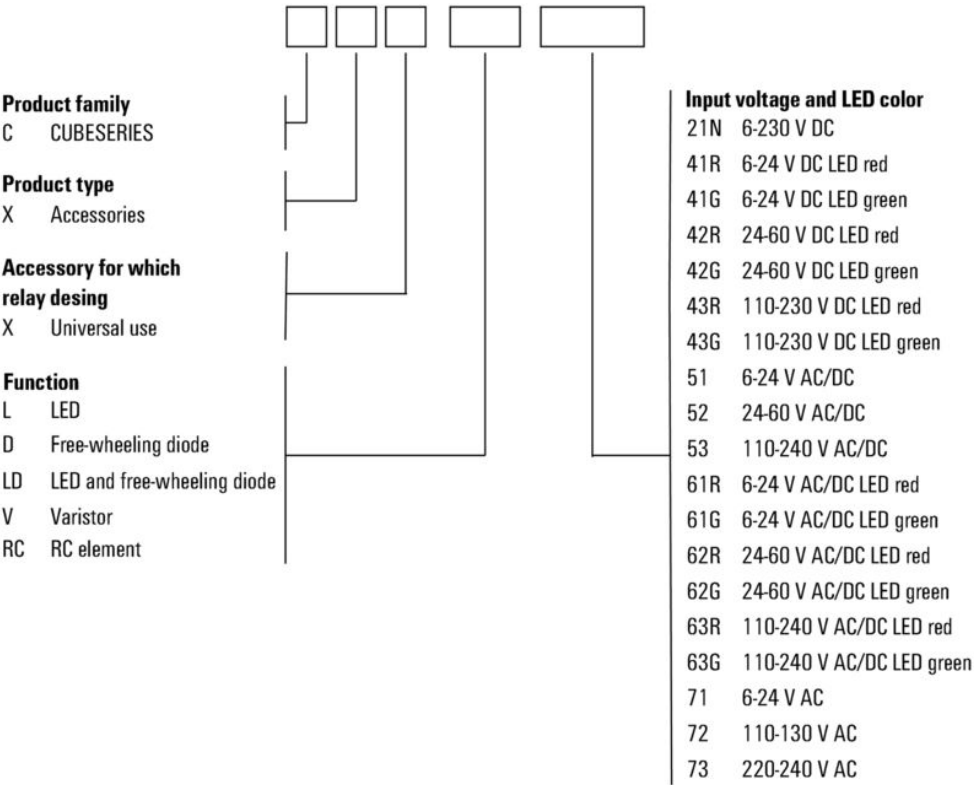 Product family
C CUBESERIES
Product type
X Accessories
Accessory for which
relay desing
X Universal use
Function
L LED
D Free-wheeling diode
LD LED and free-wheeling diode
V Varistor
RC RC element
Input voltage and LED color
21N 6-230 V DC
41R 6-24 V DC LED red
41G 6-24 V DC LED green
42R 24-60 V DC LED red
42G 24-60 V DC LED green
43R 110-230 V DC LED red
43G 110-230 V DC LED green
51 6-24 V AC/DC
52 24-60 V AC/DC
53 110-240 V AC/DC
61R 6-24 V AC/DC LED red
61G 6-24 V AC/DC LED green
62R 24-60 V AC/DC LED red
62G 24-60 V AC/DC LED green
63R 110-240 V AC/DC LED red
63G 110-240 V AC/DC LED green
71 6-24 V AC
72 110-130 V AC
73 220-240 V AC